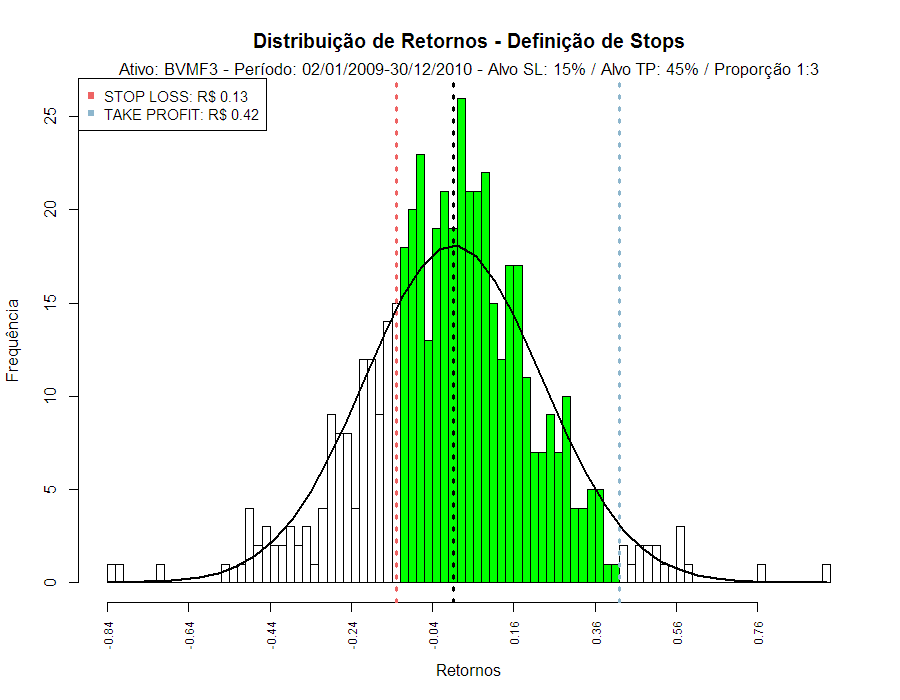 Distribuição de Retornos - Definição de Stops
Ativo: BVMF3 - Período: 02/01/2009-30/12/2010 - Alvo SL: 15% / Alvo TP: 45% / Proporção 1:3
STOP LOSS: R$ 0.13
TAKE PROFIT: R$ 0.42
Frequência
25
20
15
10
5
0
-0.84
-0.64
-0.44
-0.24
-0.04
0.16
0.36
0.56
0.76
Retornos